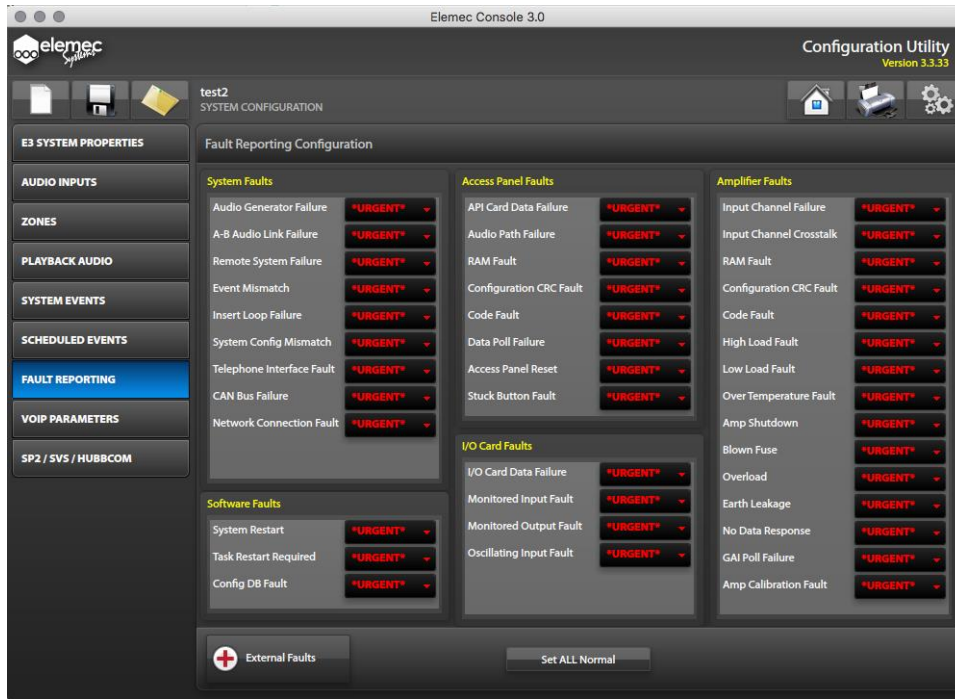 Elemec Console 3.0
elemec
Systems
Configuration Utility
Version 3.3.33
test2
SYSTEM CONFIGURATION
E3 SYSTEM PROPERTIES
AUDIO INPUTS
ZONES
PLAYBACK AUDIO
SYSTEM EVENTS
SCHEDULED EVENTS
FAULT REPORTING
VOIP PARAMETERS
SP2 / SVS / HUBBCOM
Fault Reporting Configuration
System Faults
Audio Generator Failure *URGENT*
A-B Audio Link Failure *URGENT*
Remote System Failure *URGENT*
Event Mismatch *URGENT*
Insert Loop Failure *URGENT*
System Config Mismatch *URGENT*
Telephone Interface Fault *URGENT*
CAN Bus Failure *URGENT*
Network Connection Fault *URGENT*
Software Faults
System Restart *URGENT*
Task Restart Required *URGENT*
Config DB Fault *URGENT*
Access Panel Faults
API Card Data Failure *URGENT*
Audio Path Failure *URGENT*
RAM Fault *URGENT*
Configuration CRC Fault *URGENT*
Code Fault *URGENT*
Data Poll Failure *URGENT*
Access Panel Reset *URGENT*
Stuck Button Fault *URGENT*
I/O Card Faults
I/O Card Data Failure *URGENT*
Monitored Input Fault *URGENT*
Monitored Output Fault *URGENT*
Oscillating Input Fault *URGENT*
Amplifier Faults
Input Channel Failure *URGENT*
Input Channel Crosstalk *URGENT*
RAM Fault *URGENT*
Configuration CRC Fault *URGENT*
Code Fault *URGENT*
High Load Fault *URGENT*
Low Load Fault *URGENT*
Over Temperature Fault *URGENT*
Amp Shutdown *URGENT*
Blown Fuse *URGENT*
Overload *URGENT*
Earth Leakage *URGENT*
No Data Response *URGENT*
GAI Poll Failure *URGENT*
Amp Calibration Fault *URGENT*
External Faults
Set ALL Normal